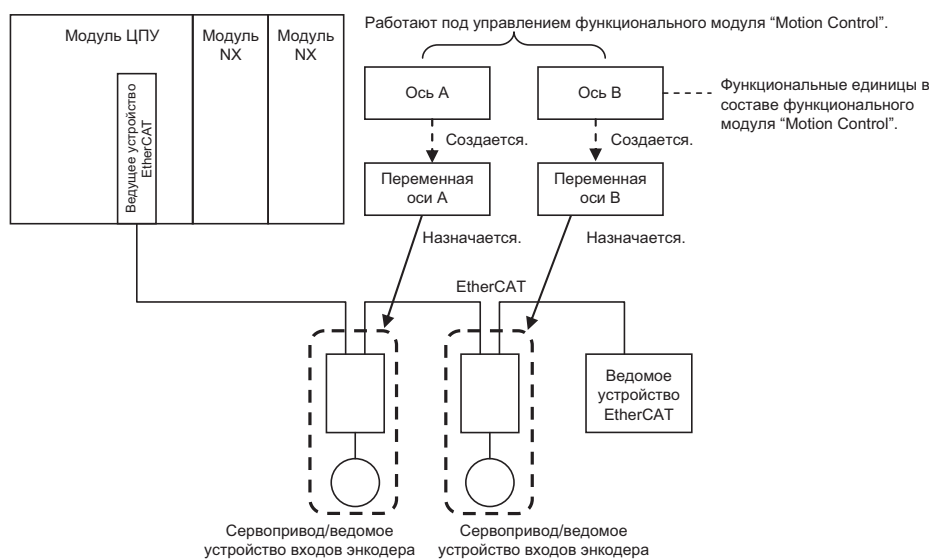 Работают под управлением функционального модуля “Motion Control”.
Модуль ЦПУ
Модуль
NX
Модуль
NX
Ведущее устройство
EtherCAT
Ось A
Ось B
Функциональные единицы в
составе функционального
модуля “Motion Control”.
Создается.
Создается.
Переменная
оси A
Переменная
оси B
Назначается.
Назначается.
EtherCAT
Ведомое
устройство
EtherCAT
Сервопривод/ведомое
устройство входов энкодера
Сервопривод/ведомое
устройство входов энкодера